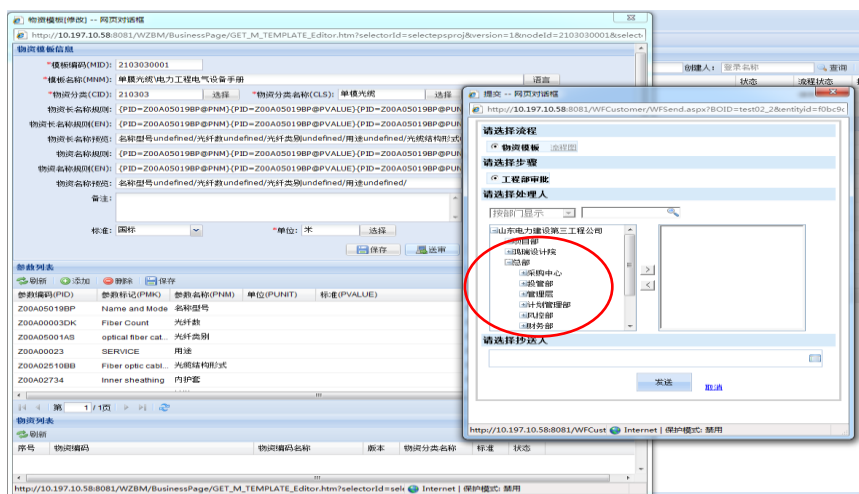 物资模板[修改] -- 网页对话框
http://10.197.10.58:8081/WZBM/BusinessPage/GET_M_TEMPLATE_Editor.htm?selectorId=selectepsproj&version=1&nodeId=2103030001&select
物资模板信息
*模板编码(MID): 2103030001
*模板名称(MNM): 单模光缆\电力工程电气设备手册 语言
*物资分类(CID): 210303 选择 *物资分类名称(CLS): 单模光缆 选择
物资长名称规则: {PID=Z00A05019BP@PNM}{PID=Z00A05019BP@PVALUE}{PID=Z00A05019BP@PUN
物资长名称规则(EN): {PID=Z00A05019BP@PNM}{PID=Z00A05019BP@PVALUE}{PID=Z00A05019BP@PUN
物资长名称预览: 名称型号undefined/光纤数undefined/光纤类别undefined/用途undefined/光缆结构形式
物资名称规则: {PID=Z00A05019BP@PNM}{PID=Z00A05019BP@PVALUE}{PID=Z00A05019BP@PUN
物资名称规则(EN): {PID=Z00A05019BP@PNM}{PID=Z00A05019BP@PVALUE}{PID=Z00A05019BP@PUN
物资名称预览: 名称型号undefined/光纤数undefined/光纤类别undefined/用途undefined/
备注:
标准: 国标 *单位: 米 选择
保存 送审
参数列表
刷新 添加 删除 保存
参数编码(PID) 参数标记(PMK) 参数名称(PNM) 单位(PUNIT) 标准(PVALUE)
Z00A05019BP Name and Mode 名称型号
Z00A00003DK Fiber Count 光纤数
Z00A05001AS optical fiber cat... 光纤类别
Z00A00023 SERVICE 用途
Z00A02510BB Fiber optic cabl... 光缆结构形式
Z00A02734 Inner sheathing 内护套
第 1 / 1页
物资列表
刷新
序号 物资编码 物资编码名称 版本 物资分类名称 标准 状态
http://10.197.10.58:8081/WZBM/BusinessPage/GET_M_TEMPLATE_Editor.htm?selectorId=sele Internet | 保护模式: 禁用
创建人: 登录名称 查询
状态 流程状态
提交 -- 网页对话框
http://10.197.10.58:8081/WFCustomer/WFSend.aspx?BOID=test02_2&entityid=f0bc9c
请选择流程
物资模板 流程图
请选择步骤
工程部审批
请选择处理人
按部门显示
山东电力建设第三工程公司
项目部
鸿瑞设计院
总部
采购中心
投管部
管理层
计划管理部
风控部
财务部
>
<
请选择抄送人
发送 取消
http://10.197.10.58:8081/WFCust Internet | 保护模式: 禁用